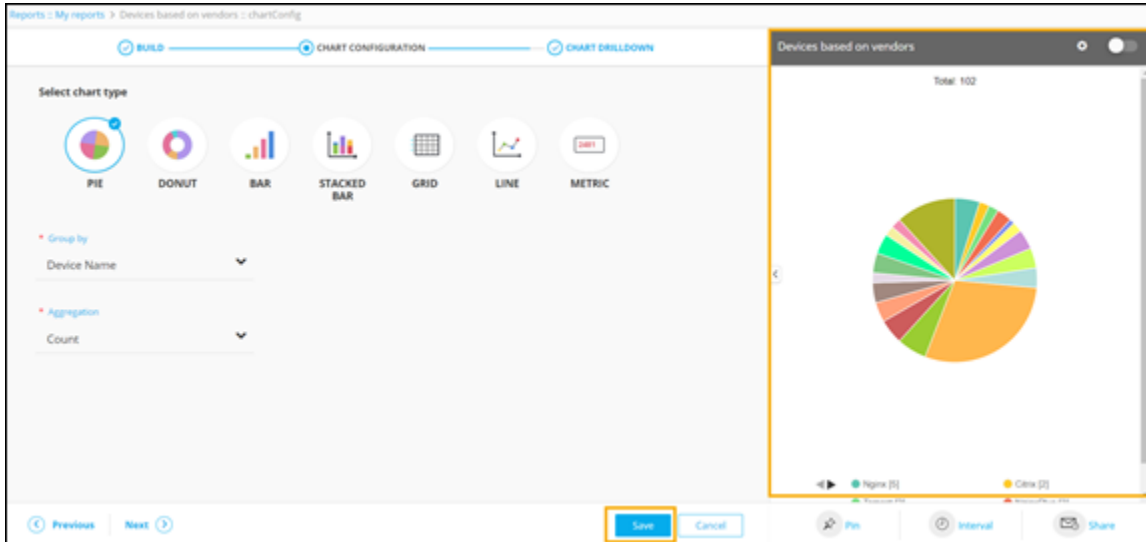 Reports :: My reports > Devices based on vendors :: chartConfig
BUILD
CHART CONFIGURATION
CHART DRILLDOWN
Devices based on vendors
Total: 102
Select chart type
PIE
DONUT
BAR
STACKED
BAR
GRID
LINE
METRIC
* Group by
Device Name
* Aggregation
Count
Nginx [5]
Citrix [2]
Previous
Next
Save
Cancel
Pin
Interval
Share